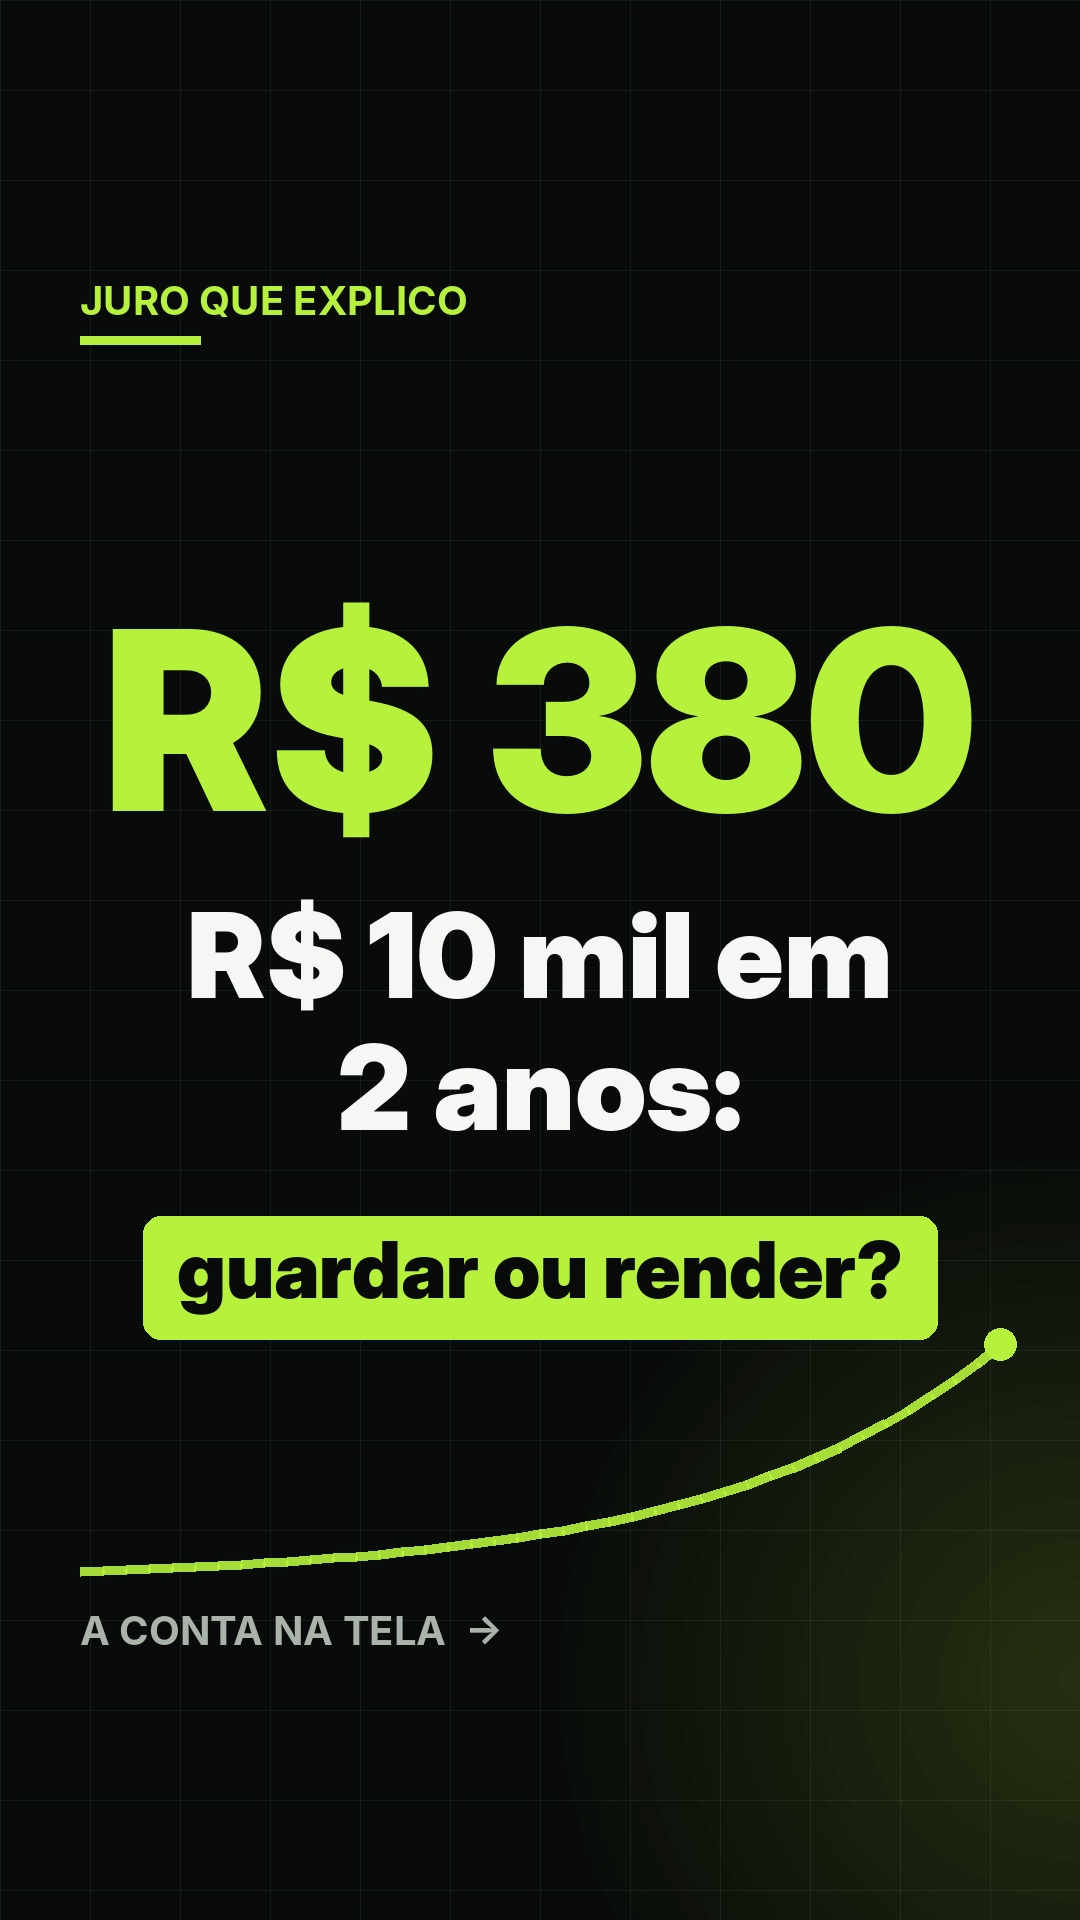 JURO QUE EXPLICO
R$ 380
R$ 10 mil em
2 anos:
guardar ou render?
A CONTA NA TELA →